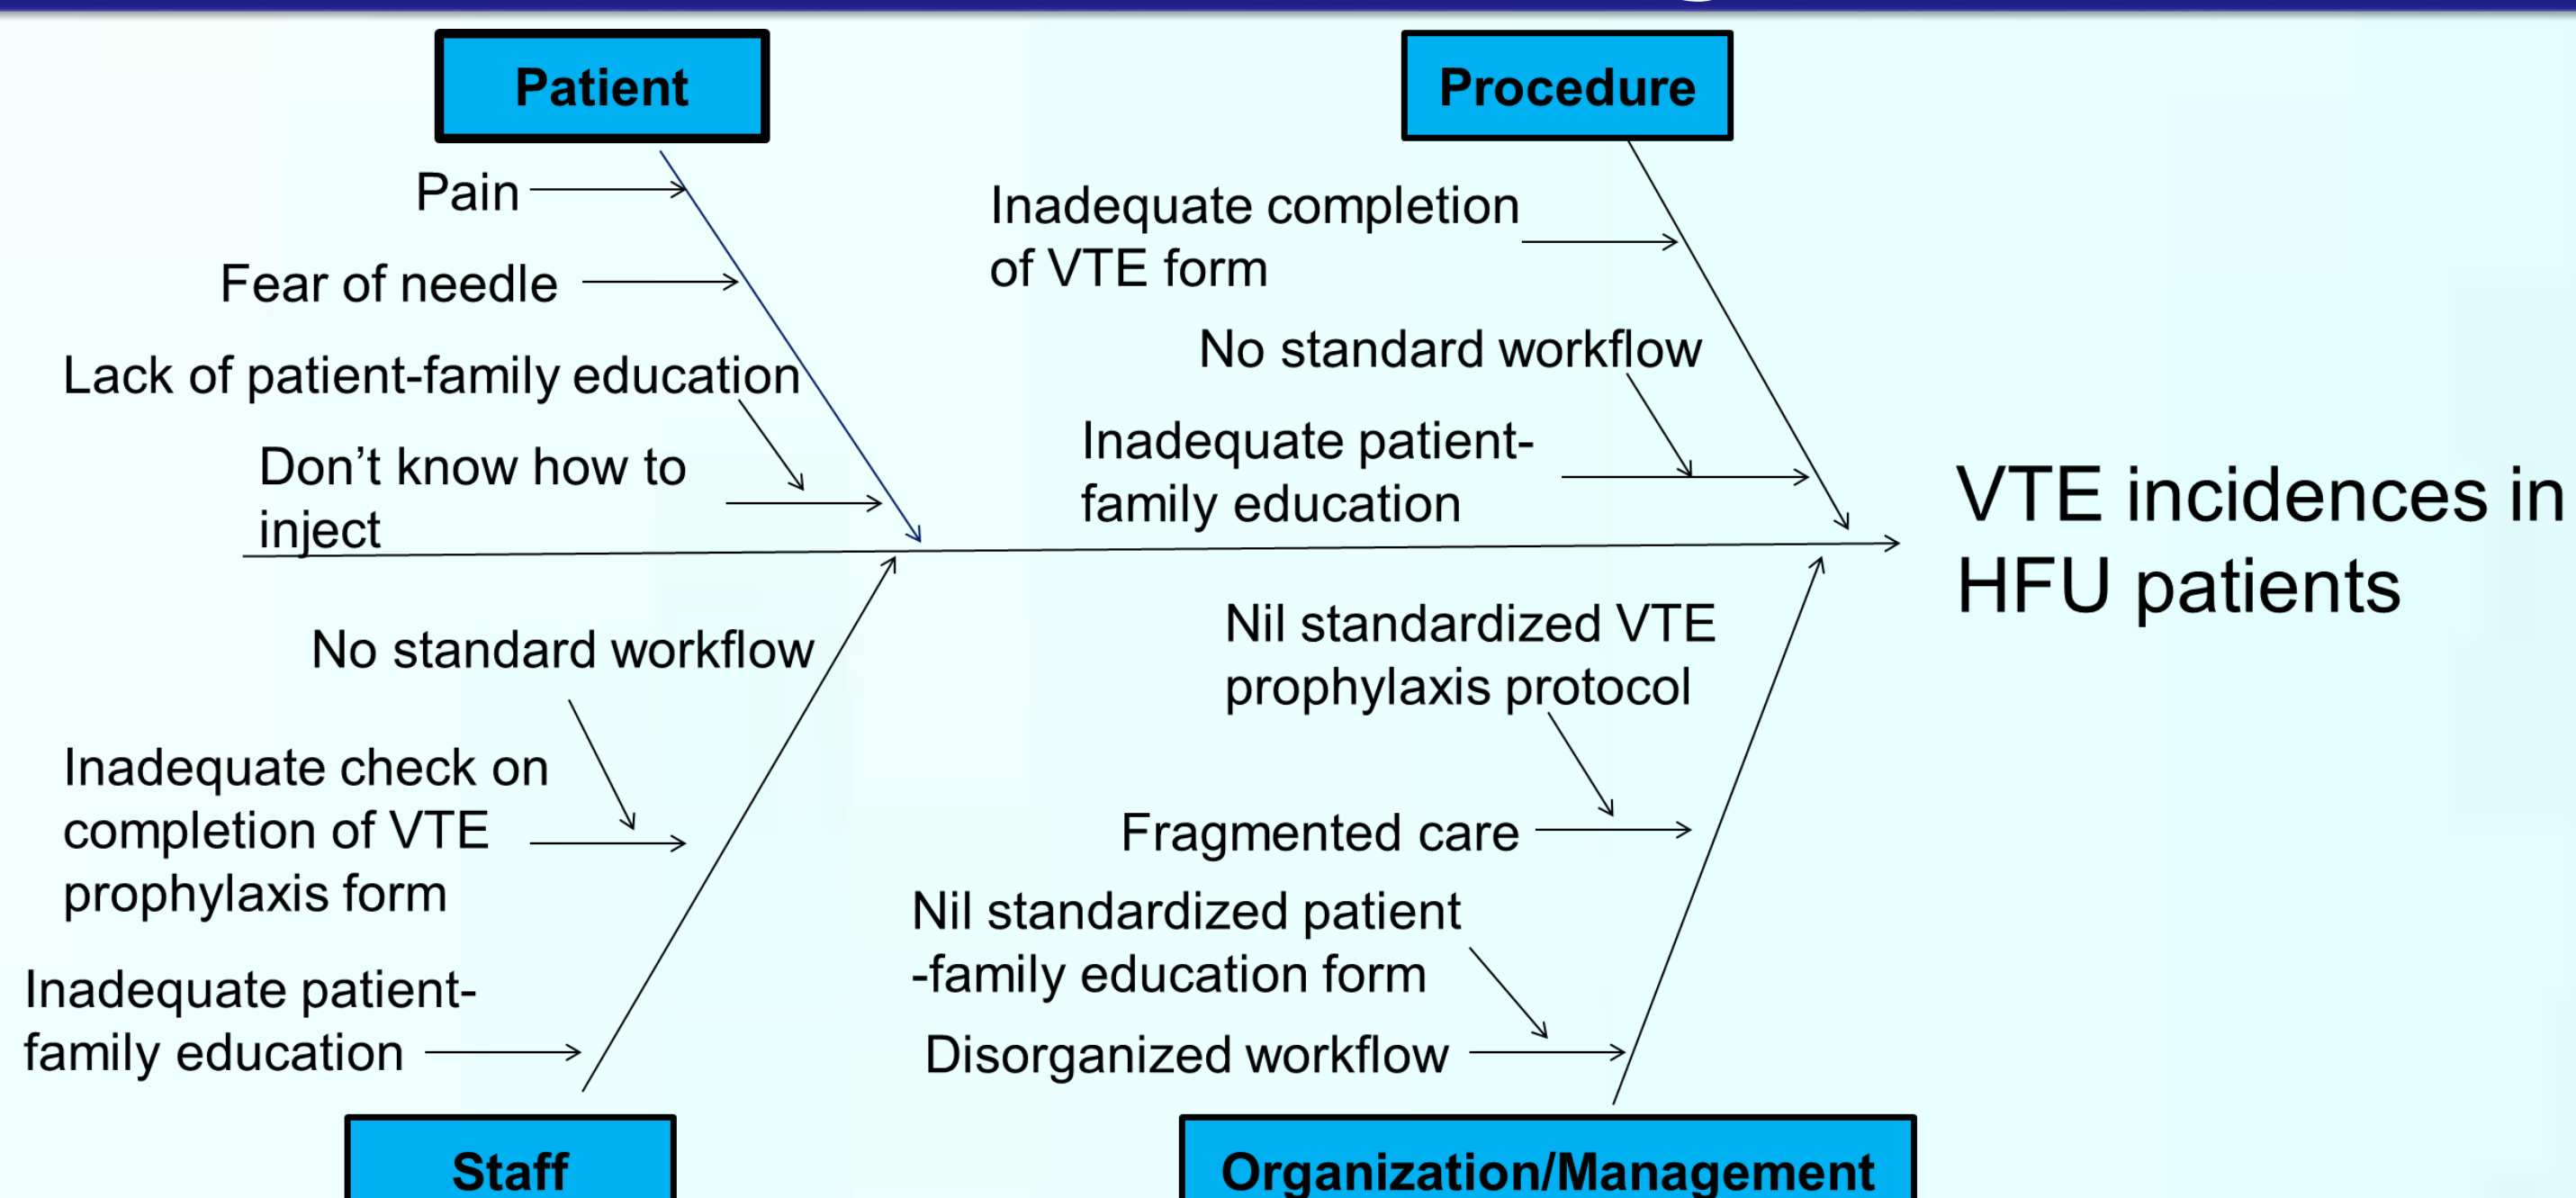 Patient
Procedure
Pain
Fear of needle
Lack of patient-family education
Don’t know how to
inject
Inadequate completion
of VTE form
No standard workflow
Inadequate patient-
family education
VTE incidences in
HFU patients
No standard workflow
Inadequate check on
completion of VTE
prophylaxis form
Inadequate patient-
family education
Nil standardized VTE
prophylaxis protocol
Fragmented care
Nil standardized patient
-family education form
Disorganized workflow
Staff
Organization/Management